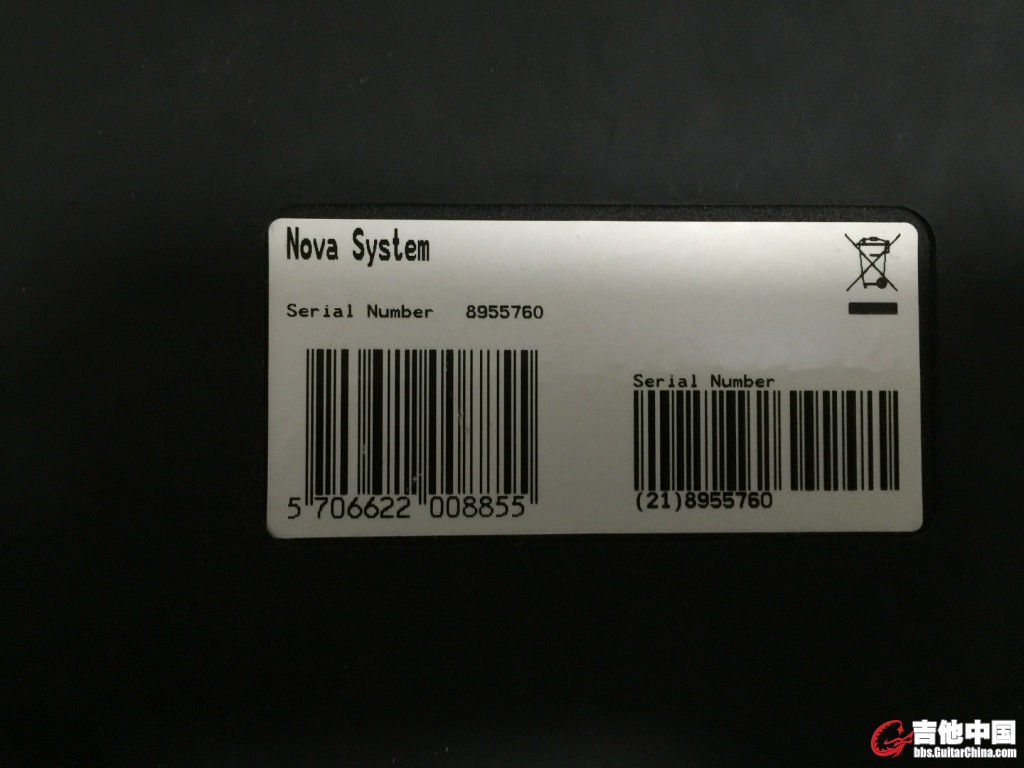 Nova System
Serial Number 8955760
Serial Number
5 706622 008855
(21)8955760
吉他中国
bbs.GuitarChina.com